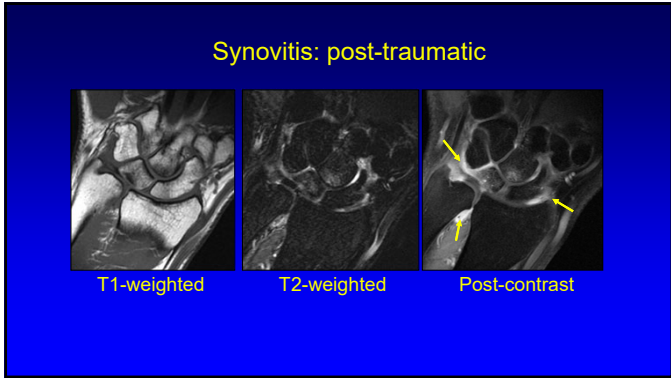 Synovitis: post-traumatic
T1-weighted
T2-weighted
Post-contrast